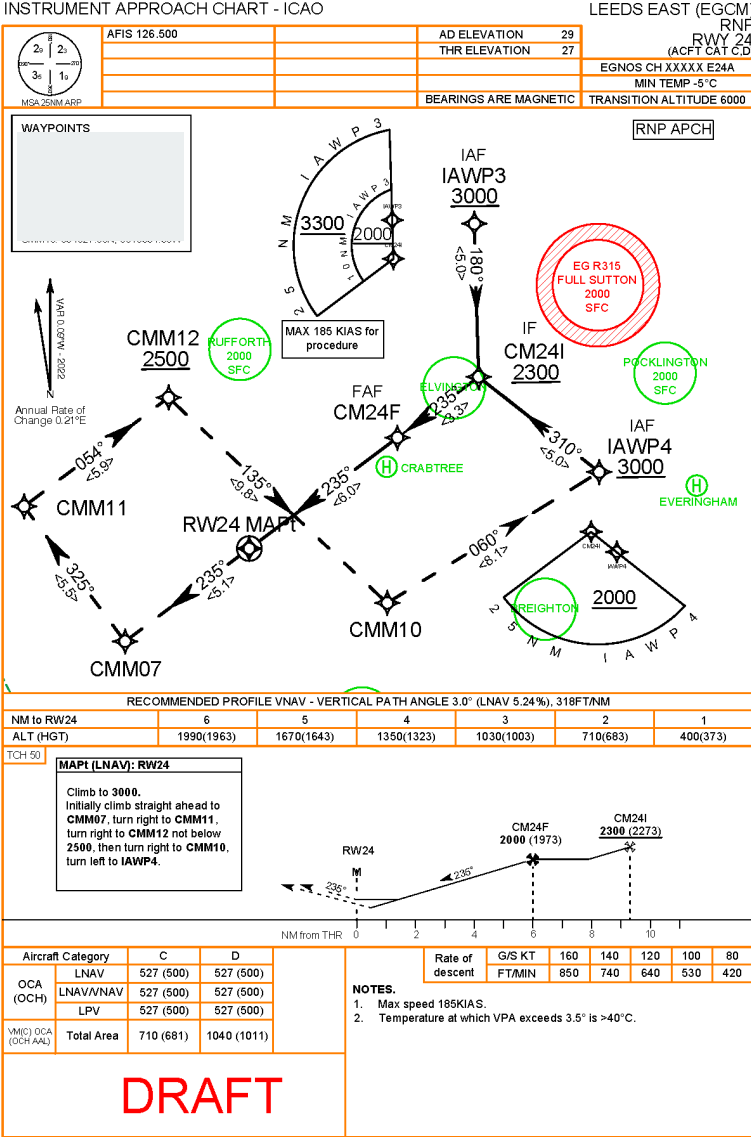 INSTRUMENT APPROACH CHART - ICAO
LEEDS EAST (EGCM
RNP
RWY 24
(ACFT CAT C,D
AFIS 126.500
AD ELEVATION 29
THR ELEVATION 27
EGNOS CH XXXXX E24A
MIN TEMP -5°C
BEARINGS ARE MAGNETIC
TRANSITION ALTITUDE 6000
MSA 25NM ARP
WAYPOINTS
RNP APCH
25 NM IAWP3
3300
10 NM IAWP3
2000
IAWP3
CM24I
MAX 185 KIAS for
procedure
IAF
IAWP3
3000
180°
<5.0>
EG R315
FULL SUTTON
2000
SFC
VAR 0.09°W - 2022
N
Annual Rate of
Change 0.21°E
RUFFORTH
2000
SFC
CMM12
2500
IF
CM24I
2300
POCKLINGTON
2000
SFC
ELVINGTON
FAF
CM24F
235°
<3.3>
310°
<5.0>
IAF
IAWP4
3000
H CRABTREE
H
EVERINGHAM
054°
<5.9>
135°
<9.8>
235°
<6.0>
CMM11
RW24 MAPt
060°
<8.1>
325°
<5.5>
235°
<5.1>
CMM10
CMM07
CM24I
IAWP4
BREIGHTON
2000
25 NM IAWP4
RECOMMENDED PROFILE VNAV - VERTICAL PATH ANGLE 3.0° (LNAV 5.24%), 318FT/NM
NM to RW24 6 5 4 3 2 1
ALT (HGT) 1990(1963) 1670(1643) 1350(1323) 1030(1003) 710(683) 400(373)
TCH 50
MAPt (LNAV): RW24
Climb to 3000.
Initially climb straight ahead to
CMM07, turn right to CMM11,
turn right to CMM12 not below
2500, then turn right to CMM10,
turn left to IAWP4.
CM24I
2300 (2273)
CM24F
2000 (1973)
RW24
M
235°
235°
NM from THR 0 2 4 6 8 10
Aircraft Category C D
OCA
(OCH)
LNAV 527 (500) 527 (500)
LNAV/VNAV 527 (500) 527 (500)
LPV 527 (500) 527 (500)
VM(C) OCA
(OCH AAL)
Total Area 710 (681) 1040 (1011)
Rate of
descent
G/S KT 160 140 120 100 80
FT/MIN 850 740 640 530 420
NOTES.
1. Max speed 185KIAS.
2. Temperature at which VPA exceeds 3.5° is >40°C.
DRAFT